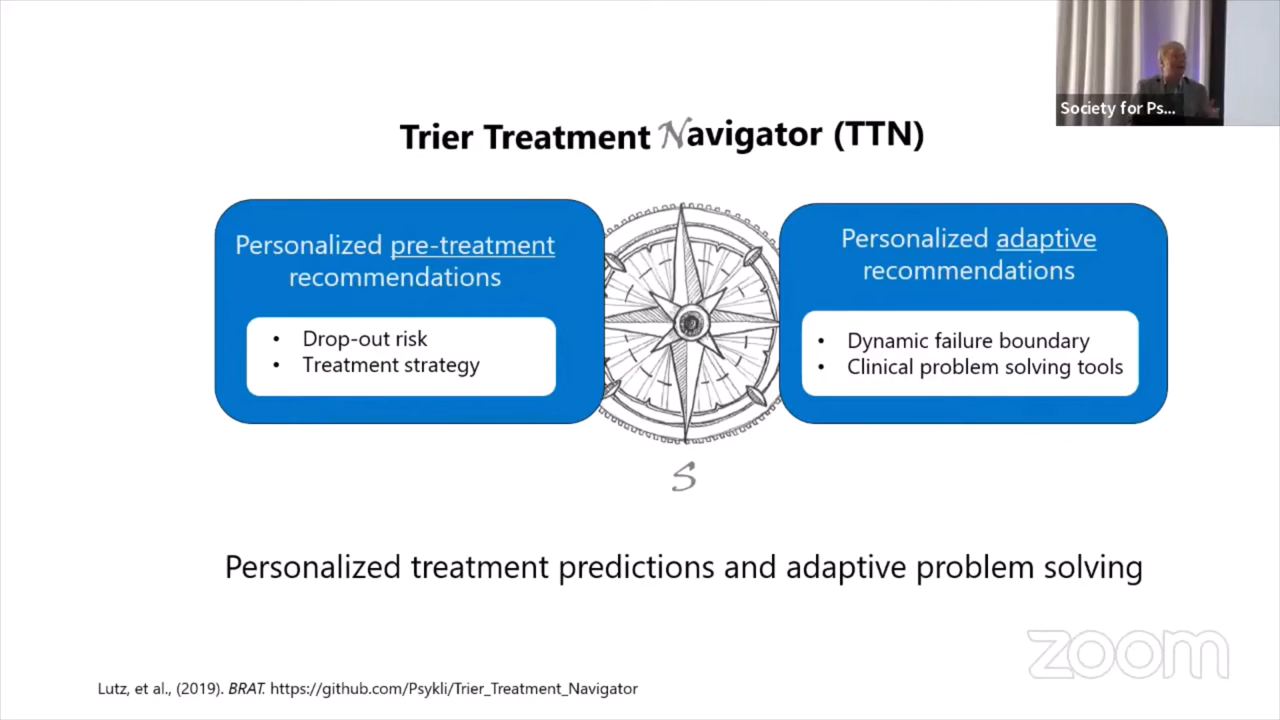 Society for Ps...
Trier Treatment Navigator (TTN)
Personalized pre-treatment
recommendations
• Drop-out risk
• Treatment strategy
Personalized adaptive
recommendations
• Dynamic failure boundary
• Clinical problem solving tools
S
Personalized treatment predictions and adaptive problem solving
zoom
Lutz, et al., (2019). BRAT. https://github.com/Psykli/Trier_Treatment_Navigator